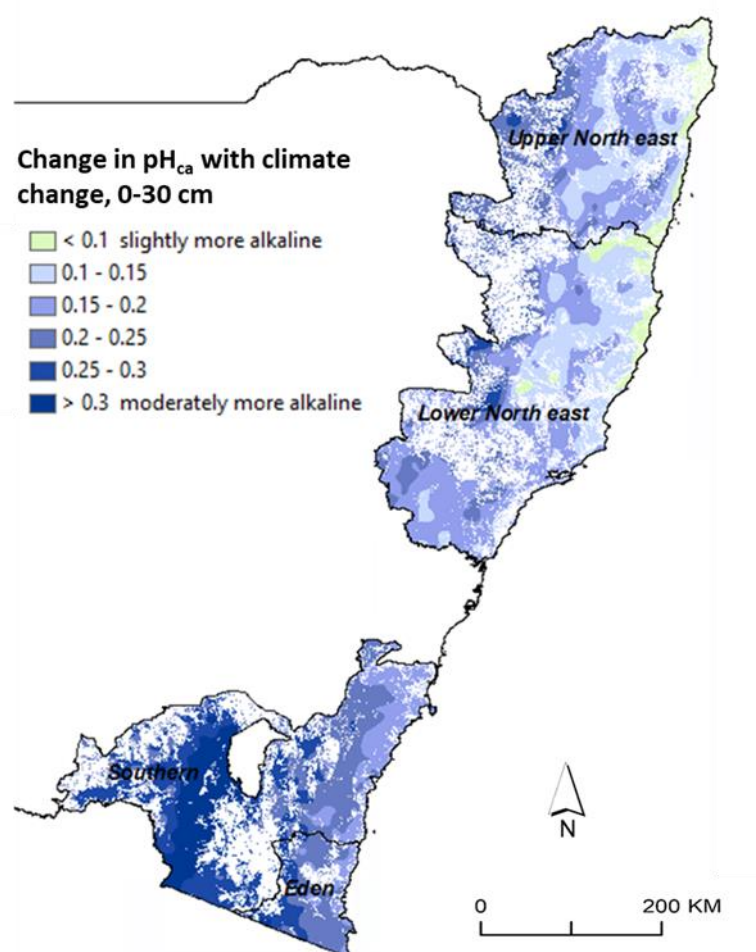 Upper North east
Change in pHca with climate
change, 0-30 cm
< 0.1 slightly more alkaline
0.1 - 0.15
0.15 - 0.2
0.2 - 0.25
0.25 - 0.3
> 0.3 moderately more alkaline
Lower North east
Southern
Eden
N
0 200 KM